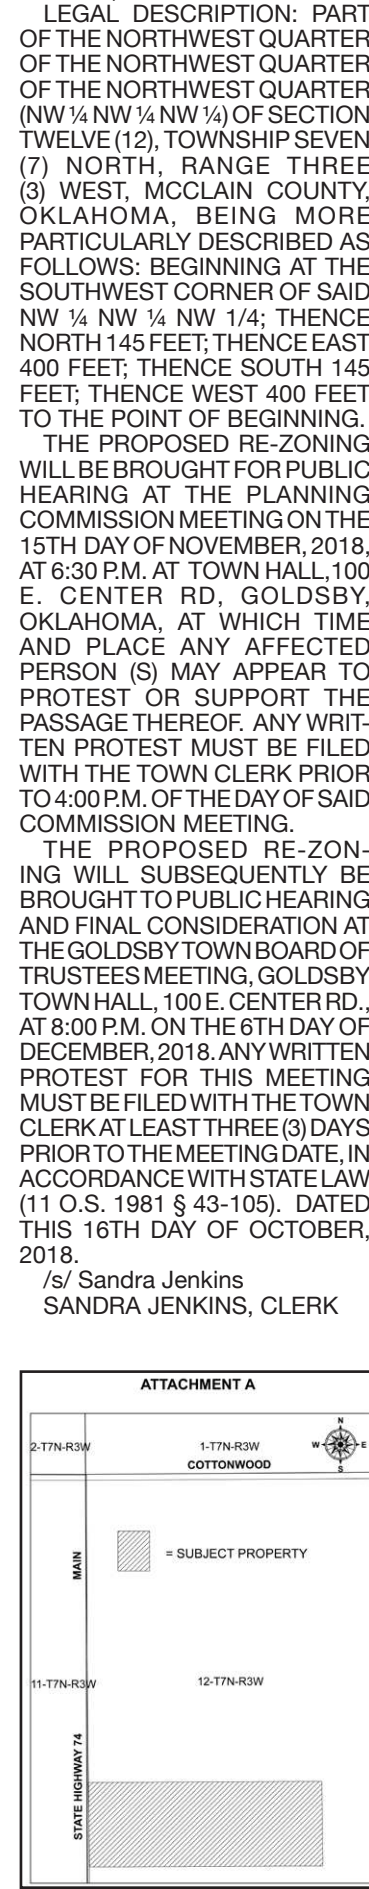 LEGAL DESCRIPTION: PART
OF THE NORTHWEST QUARTER
OF THE NORTHWEST QUARTER
OF THE NORTHWEST QUARTER
(NW ¼ NW ¼ NW ¼) OF SECTION
TWELVE (12), TOWNSHIP SEVEN
(7) NORTH, RANGE THREE
(3) WEST, MCCLAIN COUNTY,
OKLAHOMA, BEING MORE
PARTICULARLY DESCRIBED AS
FOLLOWS: BEGINNING AT THE
SOUTHWEST CORNER OF SAID
NW ¼ NW ¼ NW 1/4; THENCE
NORTH 145 FEET; THENCE EAST
400 FEET; THENCE SOUTH 145
FEET; THENCE WEST 400 FEET
TO THE POINT OF BEGINNING.
THE PROPOSED RE-ZONING
WILL BE BROUGHT FOR PUBLIC
HEARING AT THE PLANNING
COMMISSION MEETING ON THE
15TH DAY OF NOVEMBER, 2018,
AT 6:30 P.M. AT TOWN HALL,100
E. CENTER RD, GOLDSBY,
OKLAHOMA, AT WHICH TIME
AND PLACE ANY AFFECTED
PERSON (S) MAY APPEAR TO
PROTEST OR SUPPORT THE
PASSAGE THEREOF. ANY WRIT-
TEN PROTEST MUST BE FILED
WITH THE TOWN CLERK PRIOR
TO 4:00 P.M. OF THE DAY OF SAID
COMMISSION MEETING.
THE PROPOSED RE-ZON-
ING WILL SUBSEQUENTLY BE
BROUGHT TO PUBLIC HEARING
AND FINAL CONSIDERATION AT
THE GOLDSBY TOWN BOARD OF
TRUSTEES MEETING, GOLDSBY
TOWN HALL, 100 E. CENTER RD.,
AT 8:00 P.M. ON THE 6TH DAY OF
DECEMBER, 2018. ANY WRITTEN
PROTEST FOR THIS MEETING
MUST BE FILED WITH THE TOWN
CLERK AT LEAST THREE (3) DAYS
PRIOR TO THE MEETING DATE, IN
ACCORDANCE WITH STATE LAW
(11 O.S. 1981 § 43-105). DATED
THIS 16TH DAY OF OCTOBER,
2018.
/s/ Sandra Jenkins
SANDRA JENKINS, CLERK
ATTACHMENT A
N
2-T7N-R3W 1-T7N-R3W W E
COTTONWOOD S
MAIN
= SUBJECT PROPERTY
11-T7N-R3W 12-T7N-R3W
STATE HIGHWAY 74